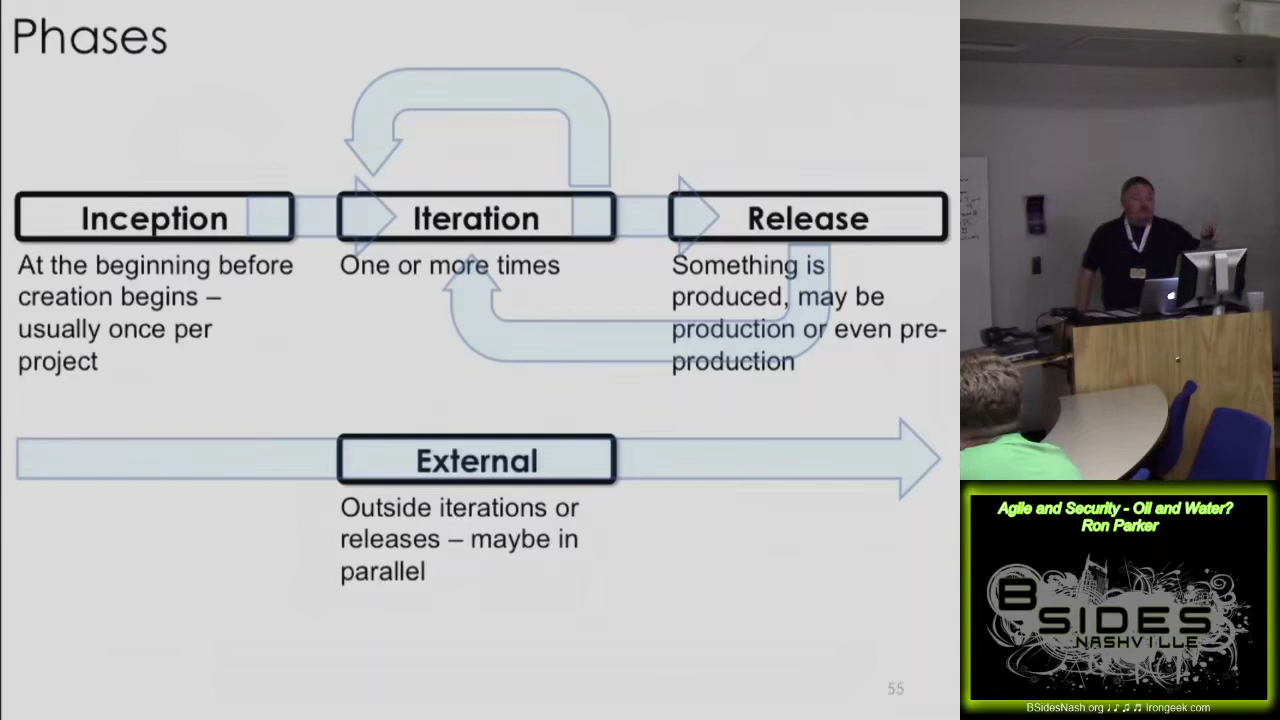 Phases
Inception
At the beginning before
creation begins –
usually once per
project
Iteration
One or more times
Release
Something is
produced, may be
production or even pre-
production
External
Outside iterations or
releases – maybe in
parallel
55
Agile and Security - Oil and Water?
Ron Parker
BSIDES
NASHVILLE
BSidesNash.org ♩♪♫♬ Irongeek.com